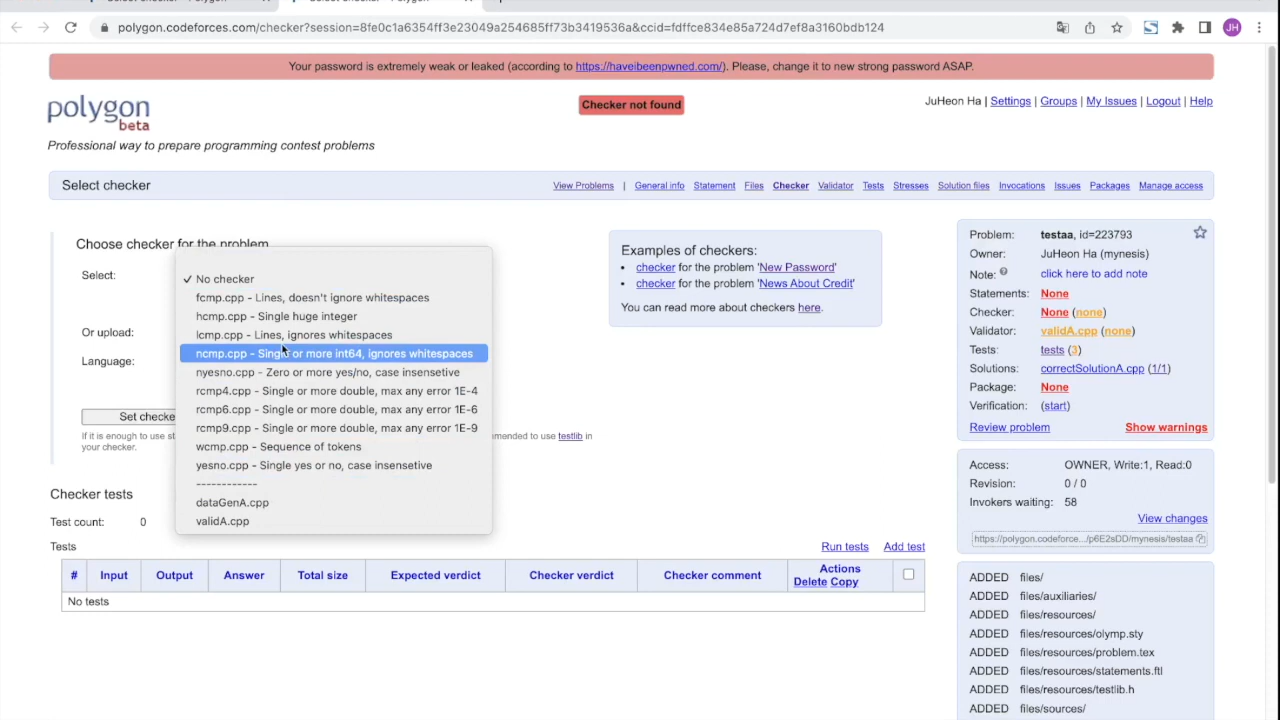 polygon.codeforces.com/checker?session=8fe0c1a6354ff3e23049a254685ff73b3419536a&ccid=fdffce834e85a724d7ef8a3160bdb124
JH
Your password is extremely weak or leaked (according to https://haveibeenpwned.com/). Please, change it to new strong password ASAP.
polygon
beta
Checker not found
JuHeon Ha | Settings | Groups | My Issues | Logout | Help
Professional way to prepare programming contest problems
Select checker
View Problems | General info Statement Files Checker Validator Tests Stresses Solution files Invocations Issues Packages Manage access
Choose checker for the problem
Select:
✓ No checker
fcmp.cpp - Lines, doesn't ignore whitespaces
hcmp.cpp - Single huge integer
lcmp.cpp - Lines, ignores whitespaces
ncmp.cpp - Single or more int64, ignores whitespaces
nyesno.cpp - Zero or more yes/no, case insensetive
rcmp4.cpp - Single or more double, max any error 1E-4
rcmp6.cpp - Single or more double, max any error 1E-6
rcmp9.cpp - Single or more double, max any error 1E-9
wcmp.cpp - Sequence of tokens
yesno.cpp - Single yes or no, case insensetive
------------
dataGenA.cpp
validA.cpp
Or upload:
Language:
Set checke
If it is enough to use st
mmended to use testlib in
your checker.
Examples of checkers:
• checker for the problem 'New Password'
• checker for the problem 'News About Credit'
You can read more about checkers here.
Problem: testaa, id=223793
Owner: JuHeon Ha (mynesis)
Note: click here to add note
Statements: None
Checker: None (none)
Validator: validA.cpp (none)
Tests: tests (3)
Solutions: correctSolutionA.cpp (1/1)
Package: None
Verification: (start)
Review problem Show warnings
Access: OWNER, Write:1, Read:0
Revision: 0 / 0
Invokers waiting: 58
View changes
https://polygon.codeforce.../p6E2sDD/mynesis/testaa
Checker tests
Test count: 0
Tests
Run tests Add test
# Input Output Answer Total size Expected verdict Checker verdict Checker comment Actions
Delete Copy
No tests
ADDED files/
ADDED files/auxiliaries/
ADDED files/resources/
ADDED files/resources/olymp.sty
ADDED files/resources/problem.tex
ADDED files/resources/statements.ftl
ADDED files/resources/testlib.h
ADDED files/sources/